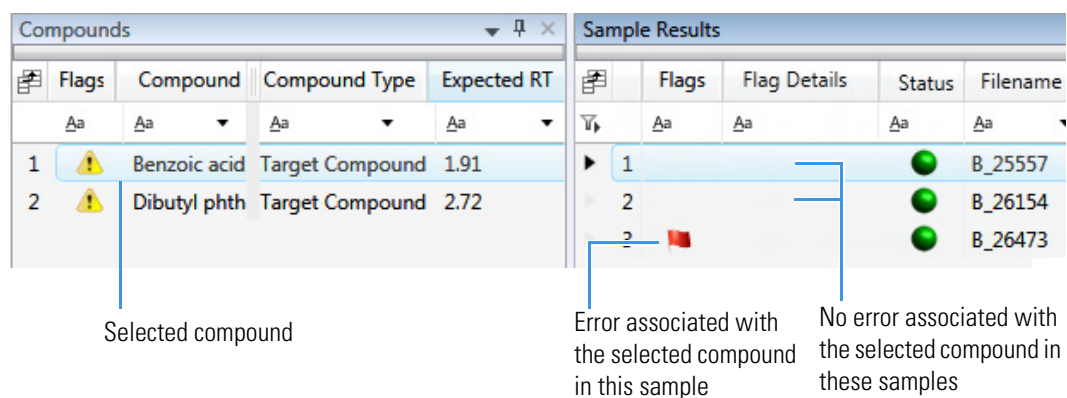 Compounds
Flags Compound Compound Type Expected RT
Aa Aa Aa Aa
1 Benzoic acid Target Compound 1.91
2 Dibutyl phth Target Compound 2.72
Sample Results
Flags Flag Details Status Filename
Aa Aa Aa Aa
1 B_25557
2 B_26154
3 B_26473
Selected compound
Error associated with
the selected compound
in this sample
No error associated with
the selected compound in
these samples